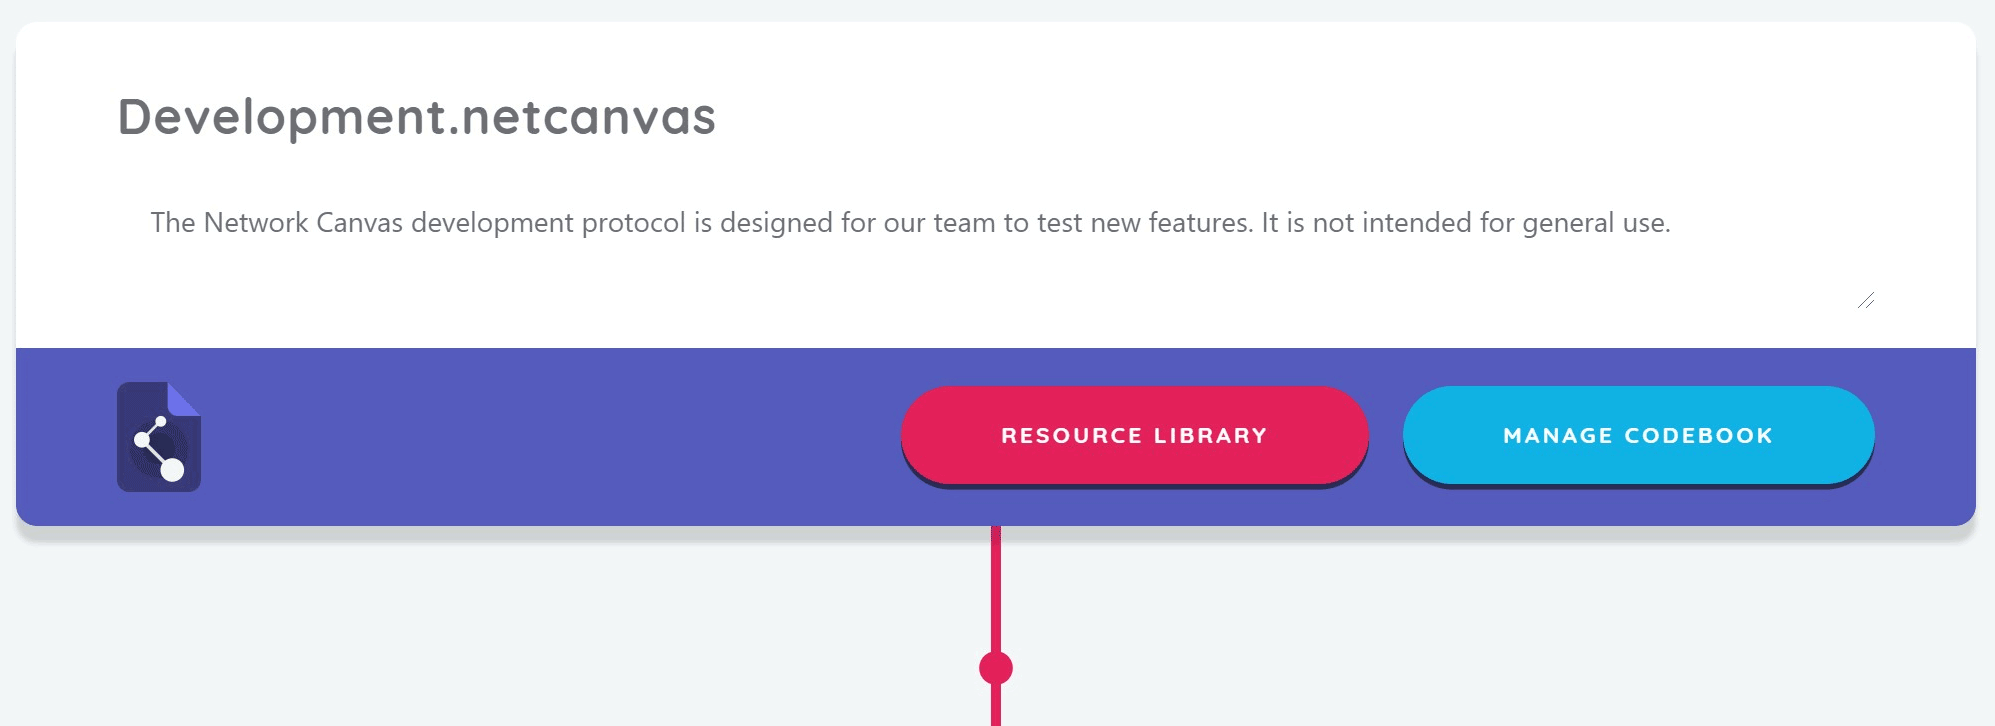 Development.netcanvas
The Network Canvas development protocol is designed for our team to test new features. It is not intended for general use.
RESOURCE LIBRARY
MANAGE CODEBOOK